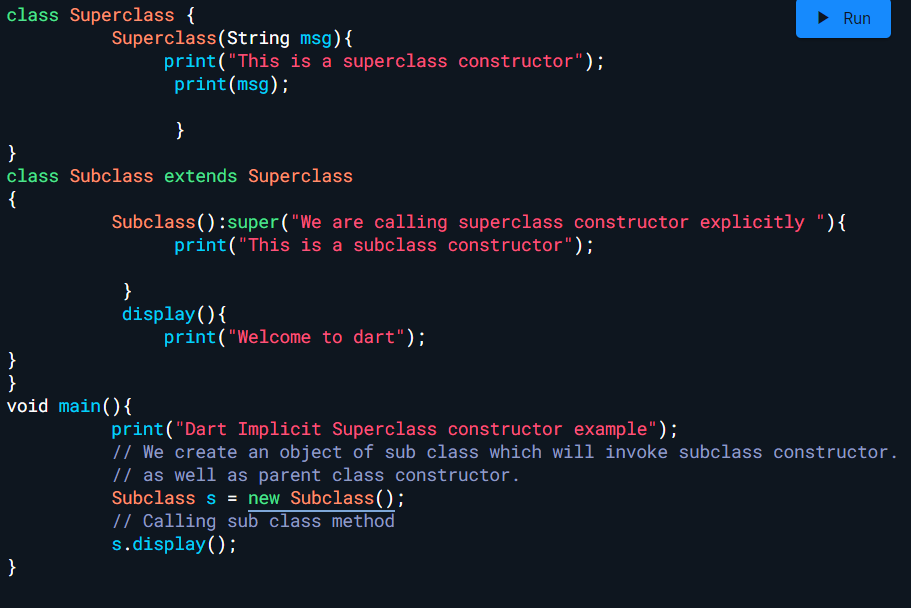 class Superclass {
Run
Superclass(String msg){
print("This is a superclass constructor");
print(msg);
}
}
class Subclass extends Superclass
{
Subclass():super("We are calling superclass constructor explicitly "){
print("This is a subclass constructor");
}
display(){
print("Welcome to dart");
}
}
void main(){
print("Dart Implicit Superclass constructor example");
// We create an object of sub class which will invoke subclass constructor.
// as well as parent class constructor.
Subclass s = new Subclass();
// Calling sub class method
s.display();
}